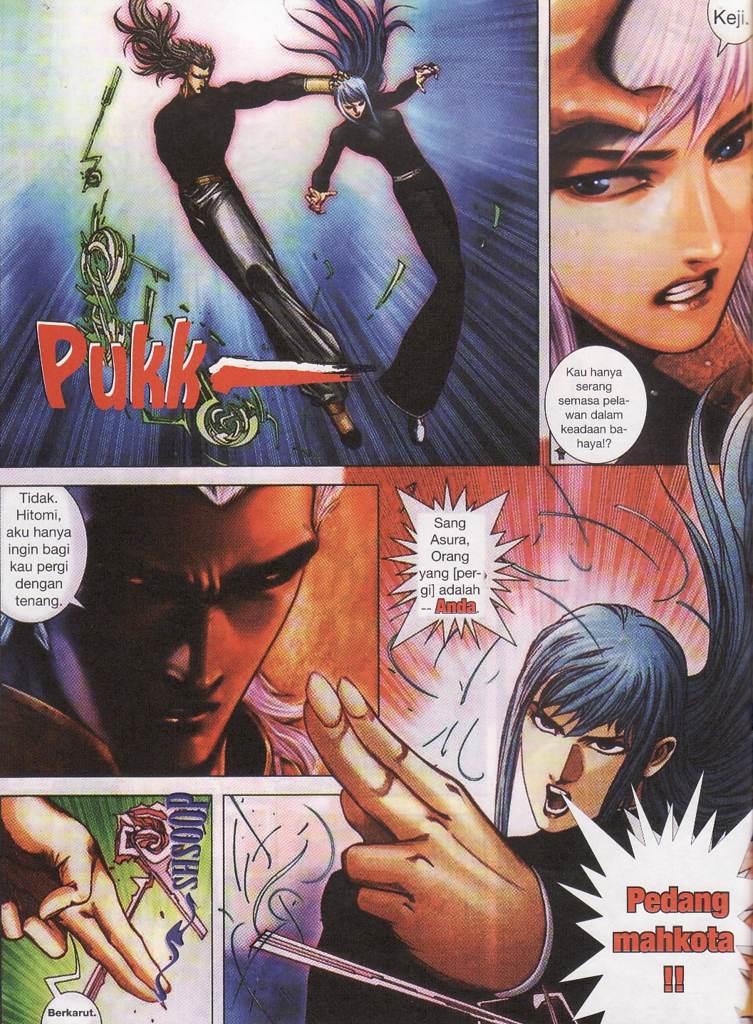 Pukk
Keji.
Kau hanya
serang
semasa pela-
wan dalam
keadaan ba-
haya!?
Tidak.
Hitomi,
aku hanya
ingin bagi
kau pergi
dengan
tenang.
Sang
Asura,
Orang
yang [per-
gi] adalah
-- Anda.
Berkarut.
Pedang
mahkota
!!